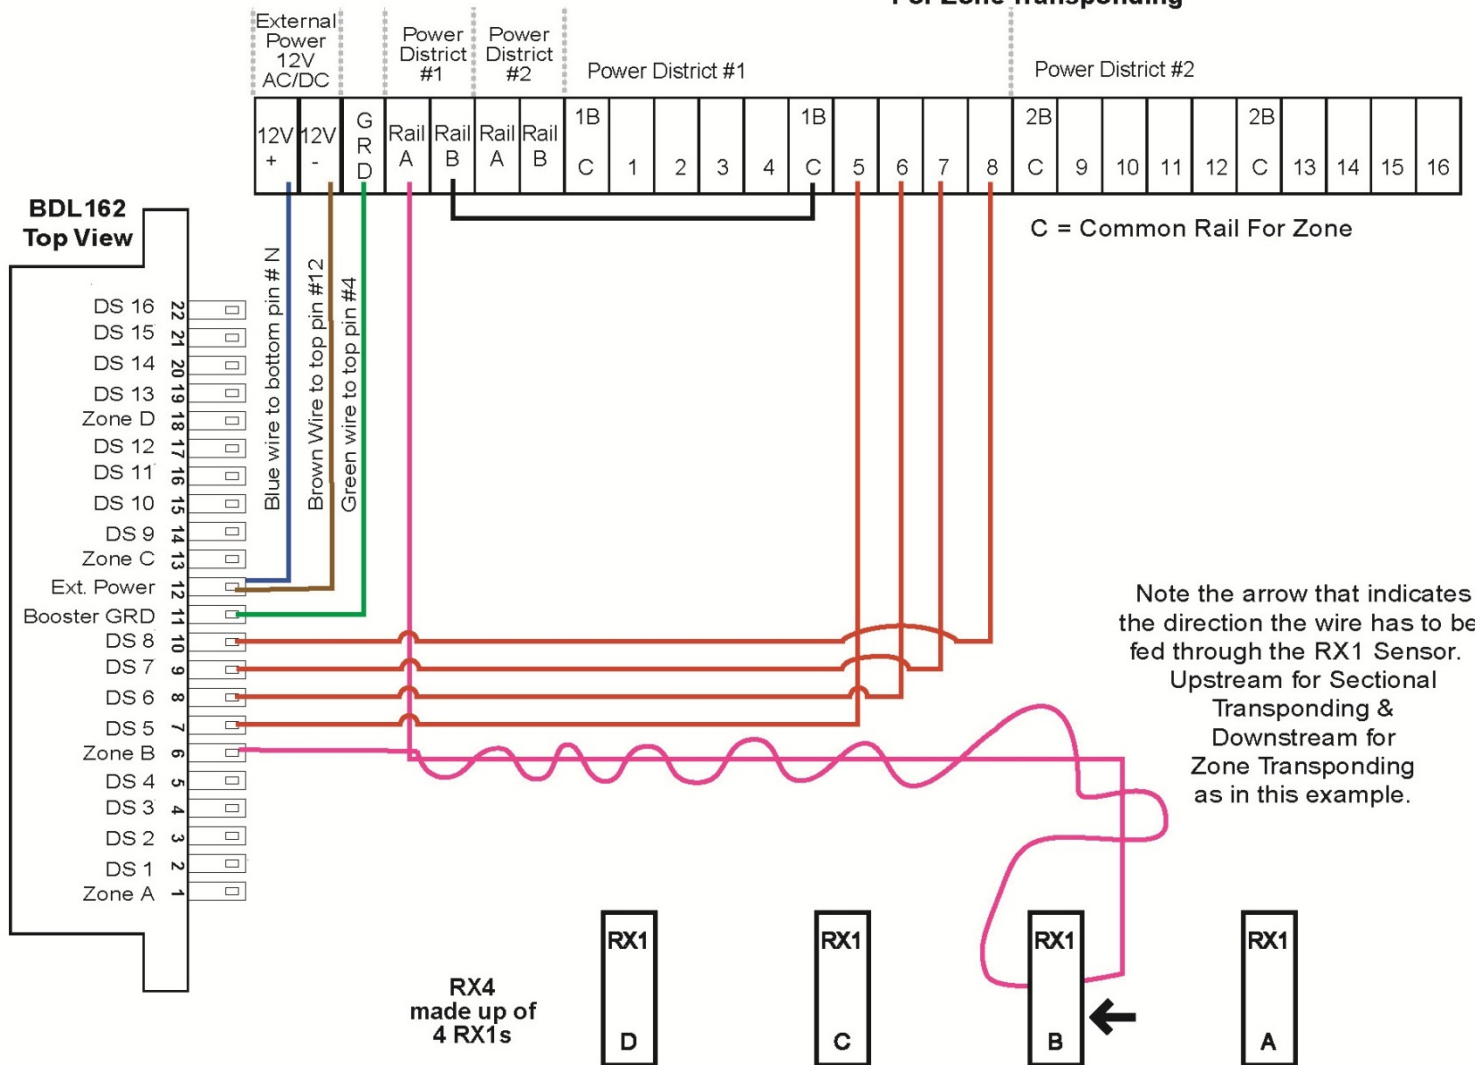 For Zone Transponding
External
Power
12V
AC/DC
Power
District
#1
Power
District
#2
Power District #1
Power District #2
12V
+
12V
-
G
R
D
Rail
A
Rail
B
Rail
A
Rail
B
1B
C
1
2
3
4
1B
C
5
6
7
8
2B
C
9
10
11
12
2B
C
13
14
15
16
C = Common Rail For Zone
BDL162
Top View
Blue wire to bottom pin # N
Brown Wire to top pin #12
Green wire to top pin #4
DS 16 22
DS 15 21
DS 14 20
DS 13 19
Zone D 18
DS 12 17
DS 11 16
DS 10 15
DS 9 14
Zone C 13
Ext. Power 12
Booster GRD 11
DS 8 10
DS 7 9
DS 6 8
DS 5 7
Zone B 6
DS 4 5
DS 3 4
DS 2 3
DS 1 2
Zone A 1
Note the arrow that indicates
the direction the wire has to be
fed through the RX1 Sensor.
Upstream for Sectional
Transponding &
Downstream for
Zone Transponding
as in this example.
RX4
made up of
4 RX1s
RX1
D
RX1
C
RX1
B
RX1
A